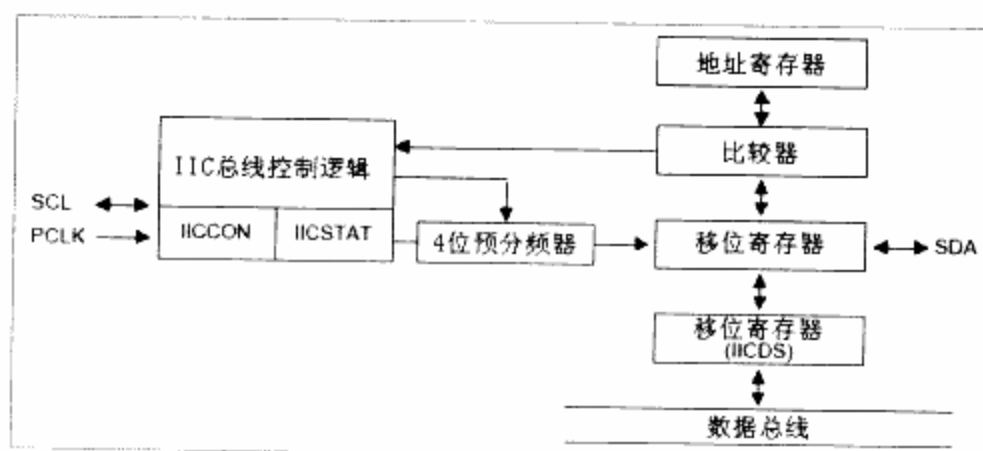 地址寄存器
比较器
IIC总线控制逻辑
SCL
PCLK
IICCON
IICSTAT
4位预分频器
移位寄存器
SDA
移位寄存器
(IICDS)
数据总线